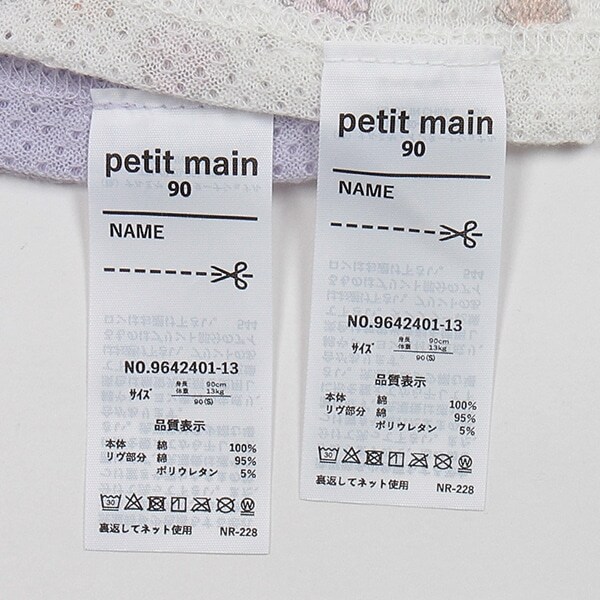 petit main
90
NAME
NO.9642401-13
サイズ 身長 90cm
体重 13kg
90(S)
品質表示
本体 綿 100%
リヴ部分 綿 95%
ポリウレタン 5%
30
裏返してネット使用 NR-228
petit main
90
NAME
NO.9642401-13
サイズ 身長 90cm
体重 13kg
90(S)
品質表示
本体 綿 100%
リヴ部分 綿 95%
ポリウレタン 5%
30
裏返してネット使用 NR-228